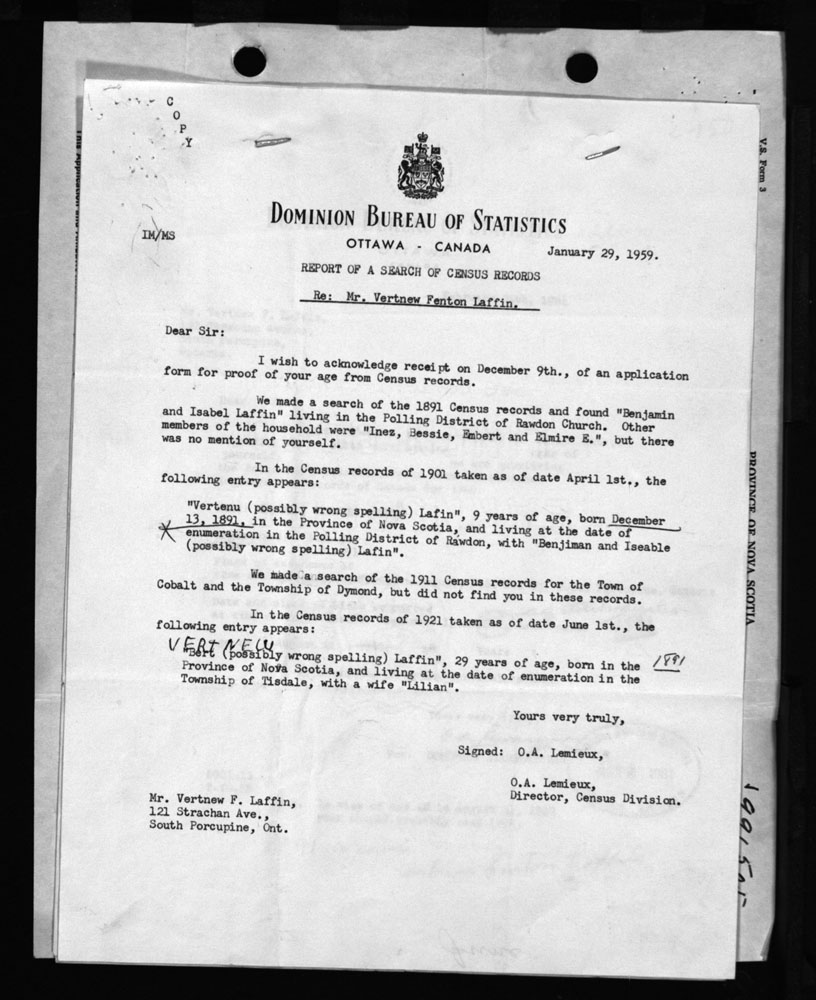 C
O
P
Y
DOMINION BUREAU OF STATISTICS
OTTAWA - CANADA
IM/MS
January 29, 1959.
REPORT OF A SEARCH OF CENSUS RECORDS
Re: Mr. Vertnew Fenton Laffin.
Dear Sir:
I wish to acknowledge receipt on December 9th., of an application
form for proof of your age from Census records.
We made a search of the 1891 Census records and found "Benjamin
and Isabel Laffin" living in the Polling District of Rawdon Church. Other
members of the household were "Inez, Bessie, Embert and Elmire E.", but there
was no mention of yourself.
In the Census records of 1901 taken as of date April 1st., the
following entry appears:
"Vertenu (possibly wrong spelling) Lafin", 9 years of age, born December
13, 1891, in the Province of Nova Scotia, and living at the date of
enumeration in the Polling District of Rawdon, with "Benjiman and Iseable
(possibly wrong spelling) Lafin".
We made a search of the 1911 Census records for the Town of
Cobalt and the Township of Dymond, but did not find you in these records.
In the Census records of 1921 taken as of date June 1st., the
following entry appears:
VERTNEW
"Bert (possibly wrong spelling) Laffin", 29 years of age, born in the 1891
Province of Nova Scotia, and living at the date of enumeration in the
Township of Tisdale, with a wife "Lilian".
Yours very truly,
Signed: O.A. Lemieux,
O.A. Lemieux,
Director, Census Division.
Mr. Vertnew F. Laffin,
121 Strachan Ave.,
South Porcupine, Ont.
V.S. Form 3
PROVINCE OF NOVA SCOTIA